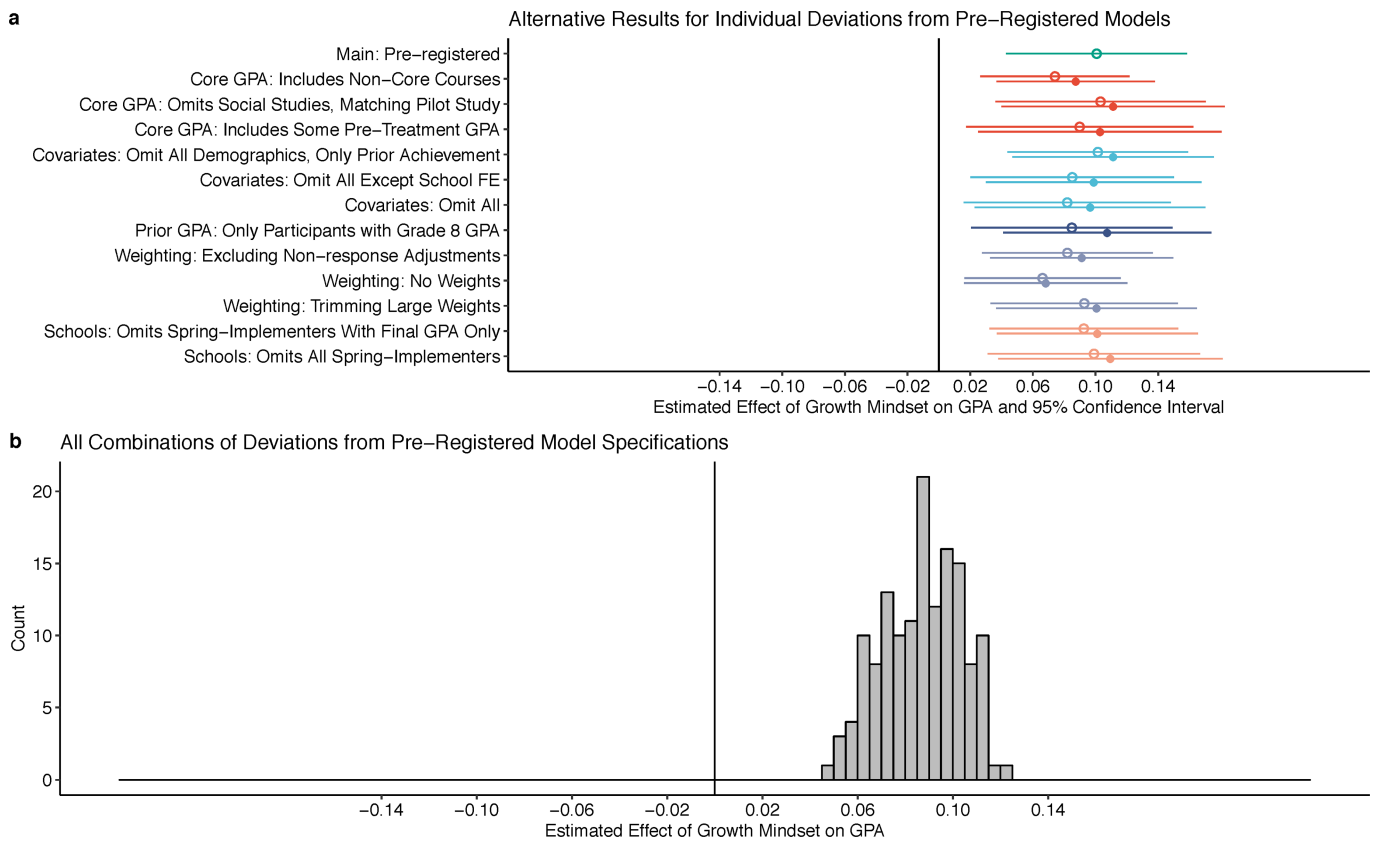 a
Alternative Results for Individual Deviations from Pre−Registered Models
Main: Pre−registered
Core GPA: Includes Non−Core Courses
Core GPA: Omits Social Studies, Matching Pilot Study
Core GPA: Includes Some Pre−Treatment GPA
Covariates: Omit All Demographics, Only Prior Achievement
Covariates: Omit All Except School FE
Covariates: Omit All
Prior GPA: Only Participants with Grade 8 GPA
Weighting: Excluding Non−response Adjustments
Weighting: No Weights
Weighting: Trimming Large Weights
Schools: Omits Spring−Implementers With Final GPA Only
Schools: Omits All Spring−Implementers
−0.14 −0.10 −0.06 −0.02 0.02 0.06 0.10 0.14
Estimated Effect of Growth Mindset on GPA and 95% Confidence Interval
b
All Combinations of Deviations from Pre−Registered Model Specifications
Count
20
15
10
5
0
−0.14 −0.10 −0.06 −0.02 0.02 0.06 0.10 0.14
Estimated Effect of Growth Mindset on GPA